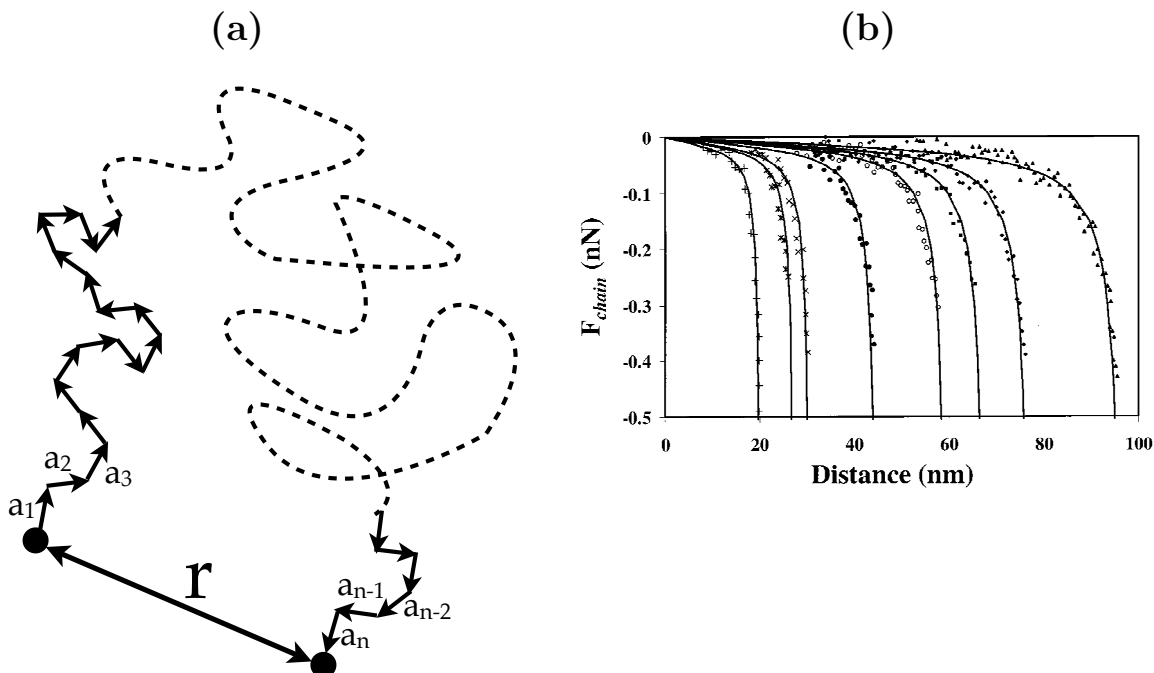 (a)
a₁
a₂
a₃
r
aₙ₋₁
aₙ₋₂
aₙ
(b)
F_chain (nN)
0
-0.1
-0.2
-0.3
-0.4
-0.5
0 20 40 60 80 100
Distance (nm)